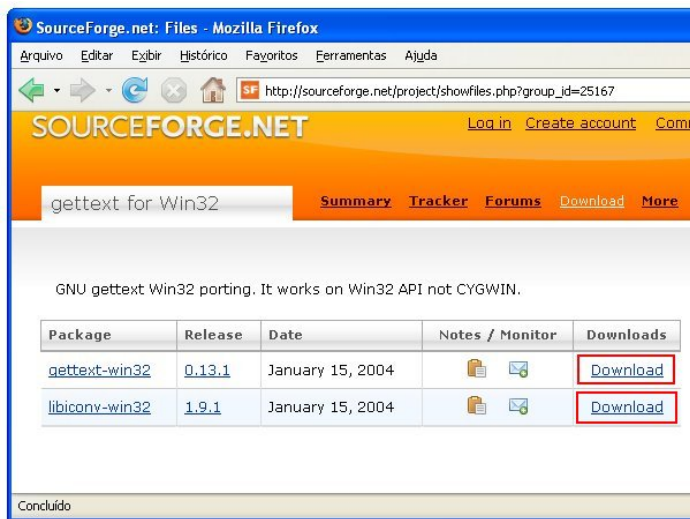 SourceForge.net: Files - Mozilla Firefox
Arquivo Editar Exibir Histórico Favoritos Ferramentas Ajuda
SF http://sourceforge.net/project/showfiles.php?group_id=25167
SOURCEFORGE.NET Log in Create account Com
gettext for Win32 Summary Tracker Forums Download More
GNU gettext Win32 porting. It works on Win32 API not CYGWIN.
Package Release Date Notes / Monitor Downloads
gettext-win32 0.13.1 January 15, 2004 Download
libiconv-win32 1.9.1 January 15, 2004 Download
Concluído